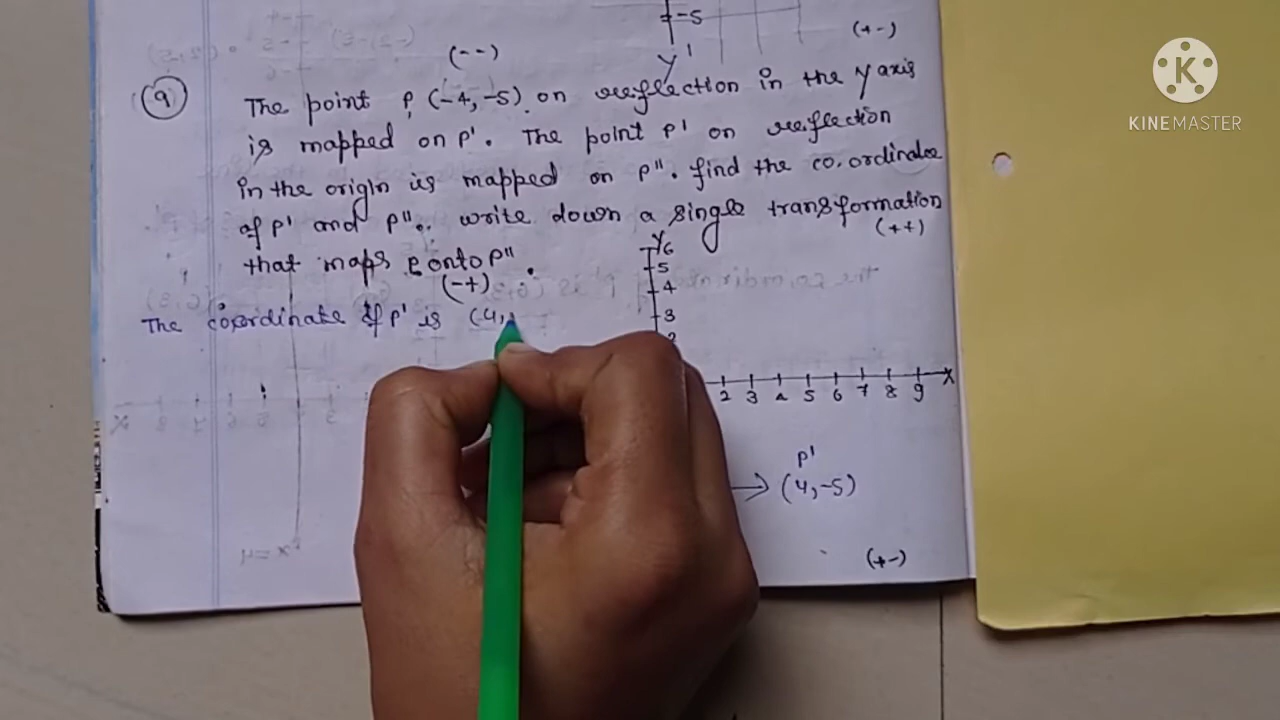 -5
Y'
(+-)
(--)
(9) The point P (-4,-5) on reflection in the Y axis
is mapped on P'. The point P' on reflection
in the origin is mapped on P''. find the co.ordinates
of P' and P''. write down a single transformation
that maps P onto P''.
(++)
(-+)
The coordinate of P' is (4,
Y 6
5
4
3
2
2 3 4 5 6 7 8 9 X
P'
(4,-5)
(+-)
KINEMASTER